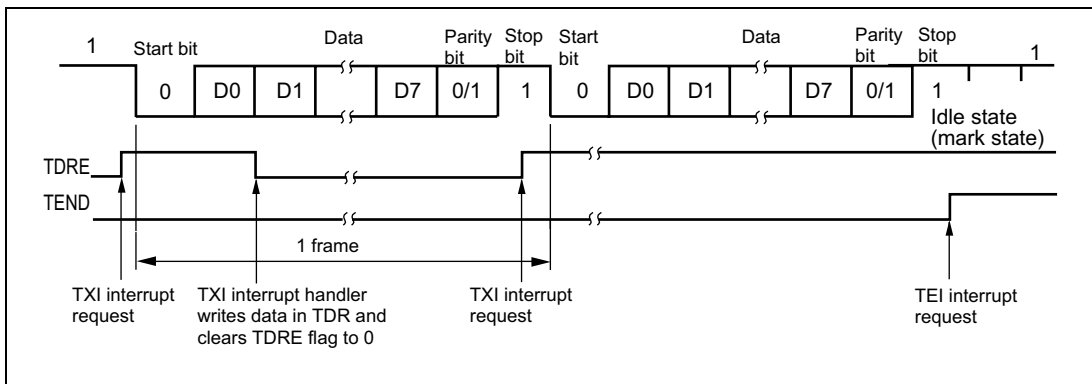 1
Start bit
Data
Parity
bit
Stop
bit
Start
bit
Data
Parity
bit
Stop
bit
1
0
D0
D1
D7
0/1
1
0
D0
D1
D7
0/1
1
Idle state
(mark state)
TDRE
TEND
1 frame
TXI interrupt
request
TXI interrupt handler
writes data in TDR and
clears TDRE flag to 0
TXI interrupt
request
TEI interrupt
request